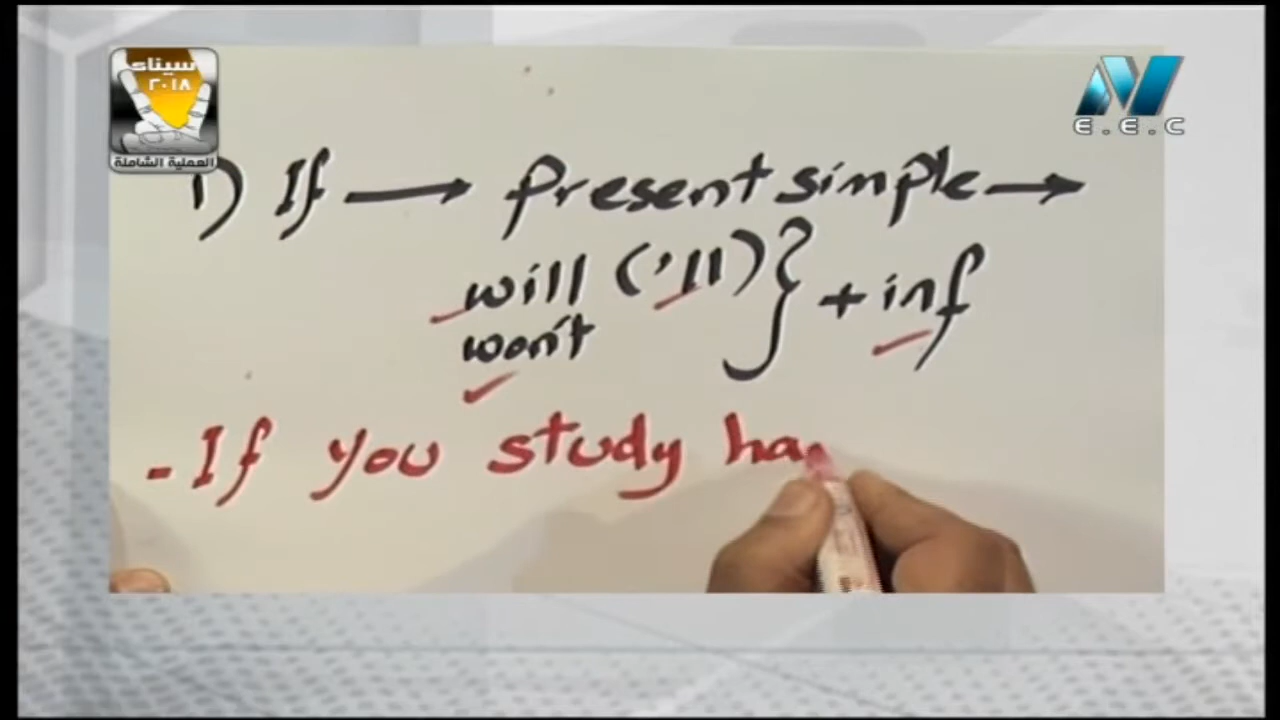 سيناء
٢٠١٨
العملية الشاملة
N
E.E.C
1) If → present simple →
will ('ll) } + inf
won't
- If you study ha